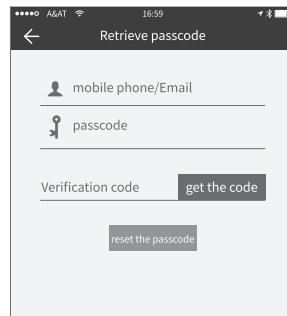 A&AT 16:59
Retrieve passcode
mobile phone/Email
passcode
Verification code get the code
reset the passcode